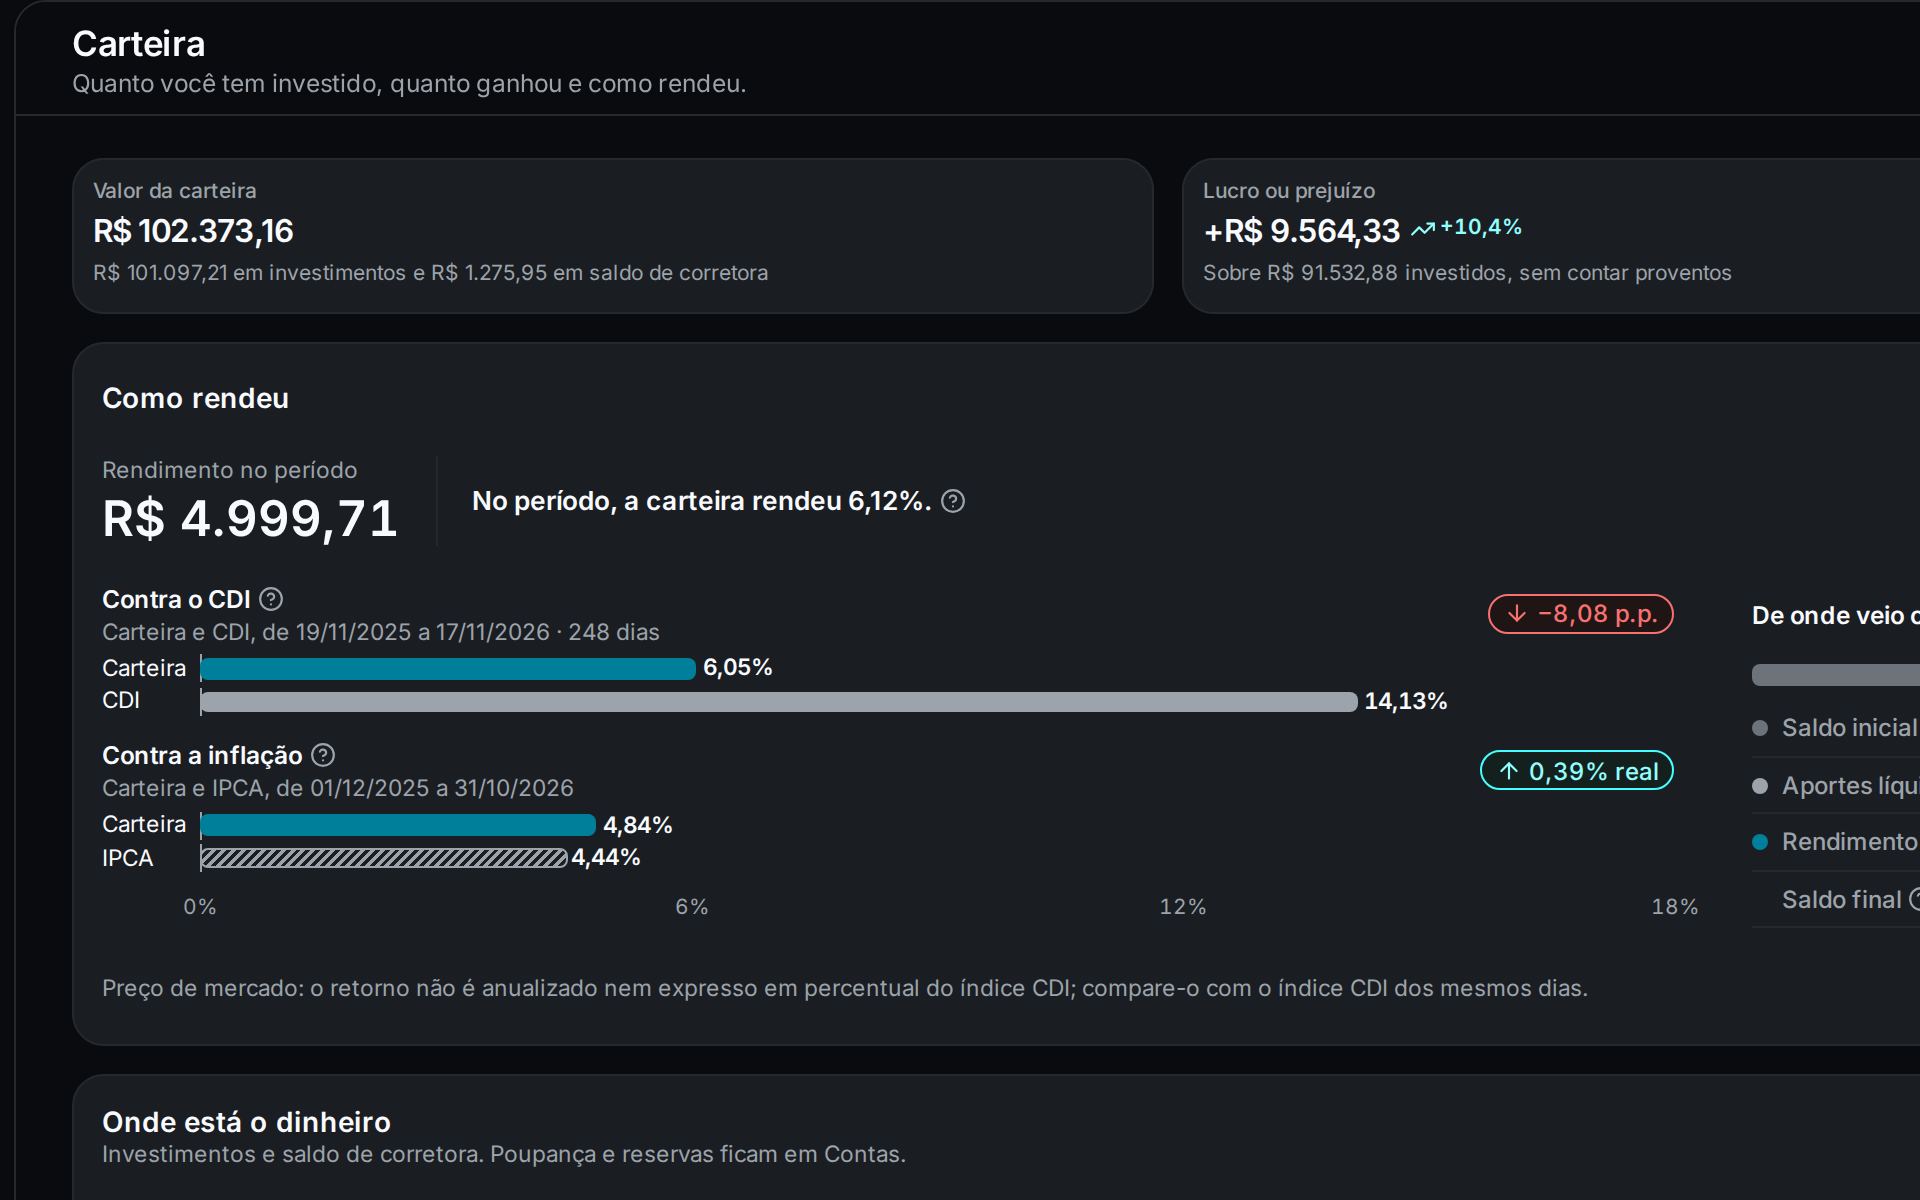 Carteira
Quanto você tem investido, quanto ganhou e como rendeu.
Valor da carteira
R$ 102.373,16
R$ 101.097,21 em investimentos e R$ 1.275,95 em saldo de corretora
Lucro ou prejuízo
+R$ 9.564,33 +10,4%
Sobre R$ 91.532,88 investidos, sem contar proventos
Como rendeu
Rendimento no período
R$ 4.999,71
No período, a carteira rendeu 6,12%.
Contra o CDI
−8,08 p.p.
Carteira e CDI, de 19/11/2025 a 17/11/2026 · 248 dias
Carteira 6,05%
CDI 14,13%
Contra a inflação
0,39% real
Carteira e IPCA, de 01/12/2025 a 31/10/2026
Carteira 4,84%
IPCA 4,44%
0% 6% 12% 18%
De onde veio
Saldo inicial
Aportes
Rendimento
Saldo final
Preço de mercado: o retorno não é anualizado nem expresso em percentual do índice CDI; compare-o com o índice CDI dos mesmos dias.
Onde está o dinheiro
Investimentos e saldo de corretora. Poupança e reservas ficam em Contas.